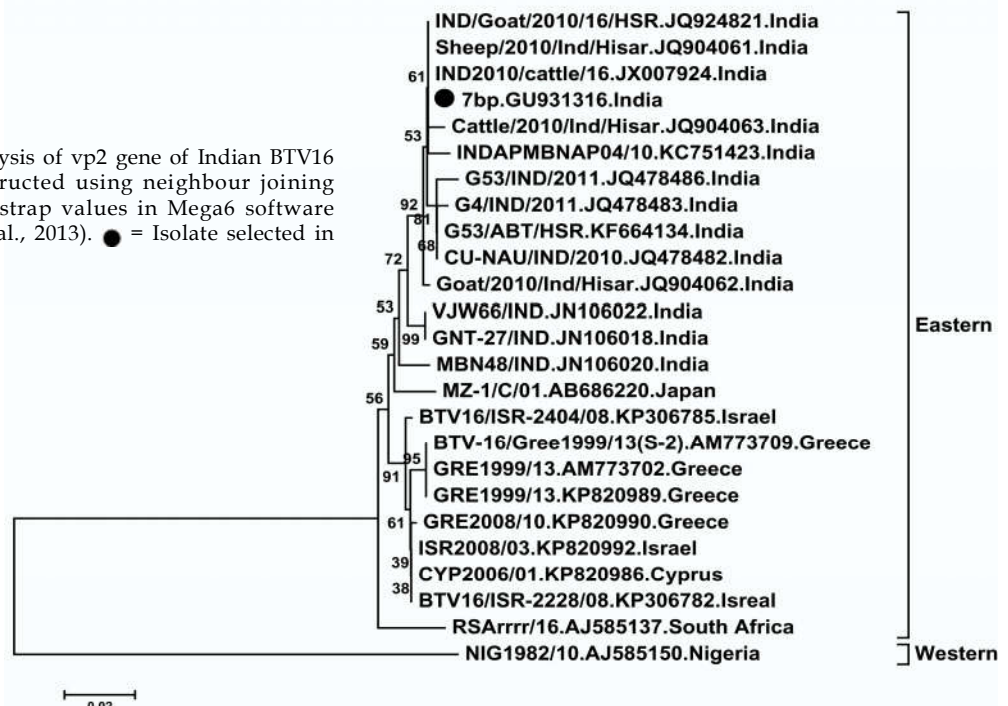 IND/Goat/2010/16/HSR.JQ924821.India
Sheep/2010/Ind/Hisar.JQ904061.India
IND2010/cattle/16.JX007924.India
7bp.GU931316.India
Cattle/2010/Ind/Hisar.JQ904063.India
INDAPMBNAP04/10.KC751423.India
G53/IND/2011.JQ478486.India
G4/IND/2011.JQ478483.India
G53/ABT/HSR.KF664134.India
CU-NAU/IND/2010.JQ478482.India
Goat/2010/Ind/Hisar.JQ904062.India
VJW66/IND.JN106022.India
GNT-27/IND.JN106018.India
MBN48/IND.JN106020.India
MZ-1/C/01.AB686220.Japan
BTV16/ISR-2404/08.KP306785.Israel
BTV-16/Gree1999/13(S-2).AM773709.Greece
GRE1999/13.AM773702.Greece
GRE1999/13.KP820989.Greece
GRE2008/10.KP820990.Greece
ISR2008/03.KP820992.Israel
CYP2006/01.KP820986.Cyprus
BTV16/ISR-2228/08.KP306782.Isreal
RSArrrr/16.AJ585137.South Africa
NIG1982/10.AJ585150.Nigeria
Eastern
Western
61
53
92
81
68
72
53
99
59
56
95
91
61
39
38
ysis of vp2 gene of Indian BTV16
ructed using neighbour joining
strap values in Mega6 software
al., 2013). ● = Isolate selected in